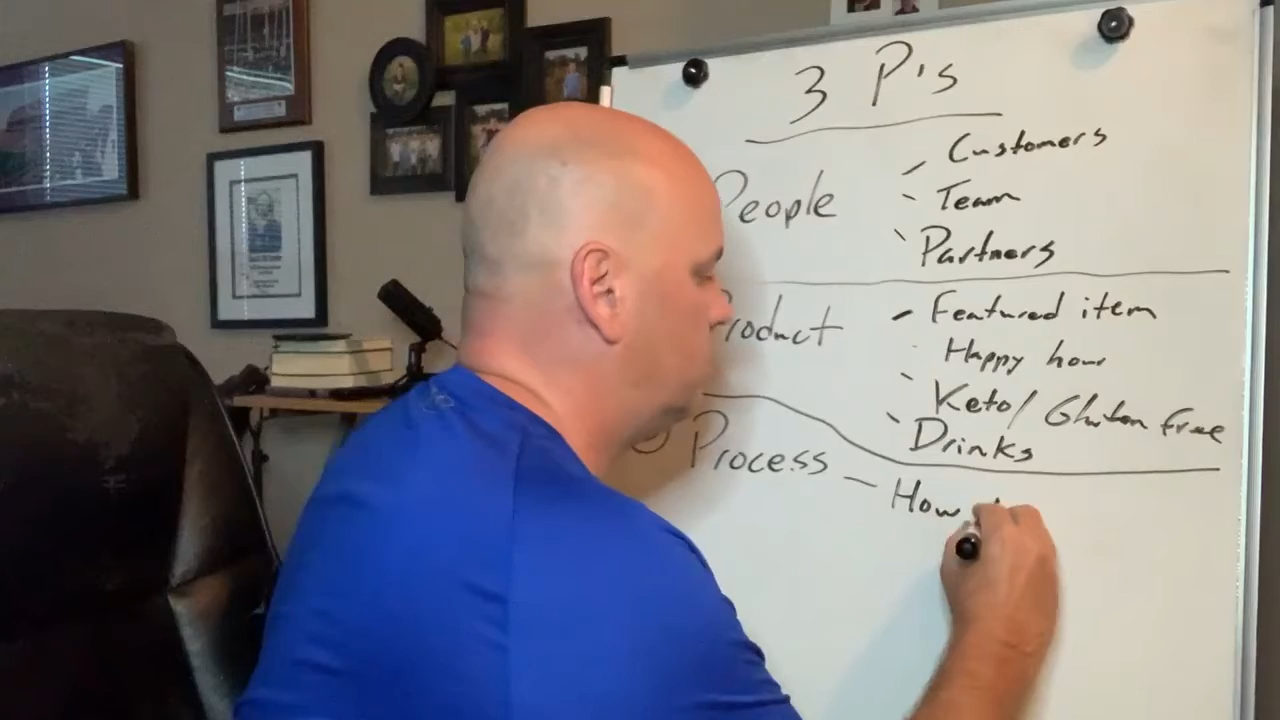 3 P's
People
- Customers
- Team
- Partners
Product
- Featured item
- Happy hour
- Keto/ Gluten free
- Drinks
Process - How